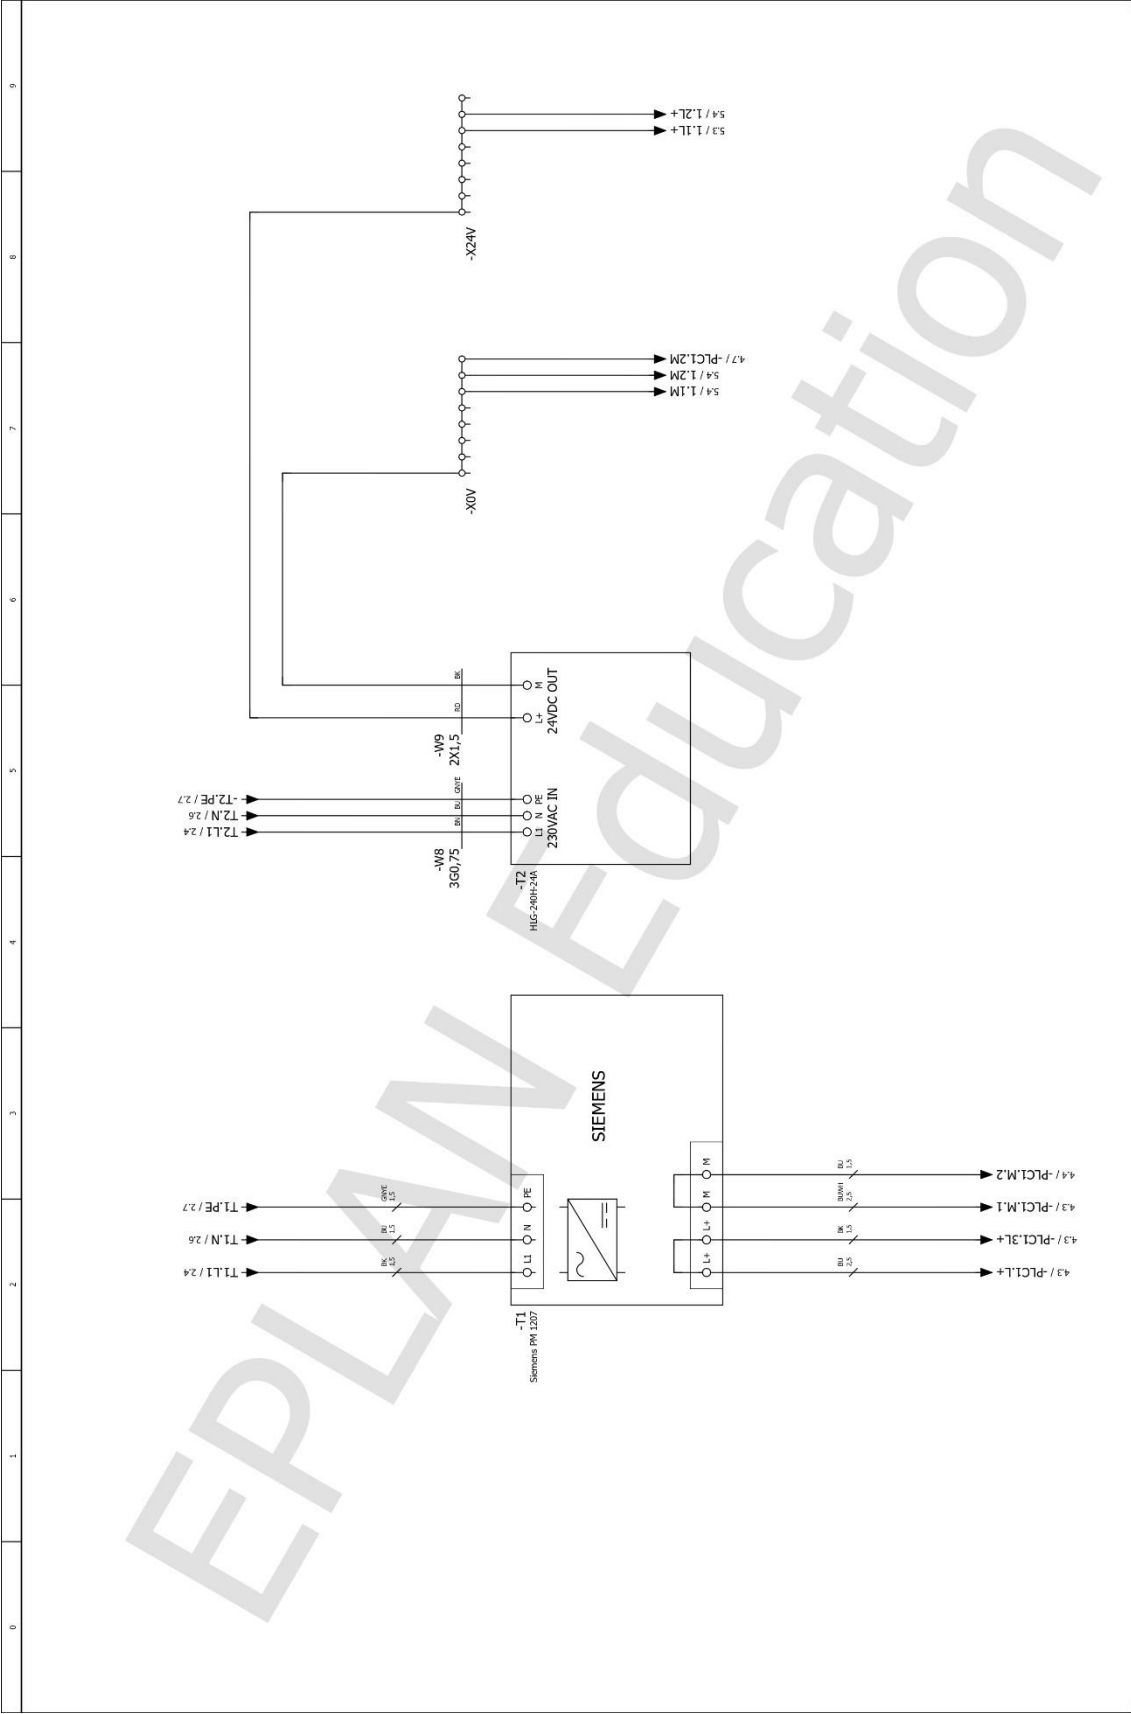 0
1
2
3
4
5
6
7
8
9
2.4 / T1.L1
2.6 / T1.N
2.7 / T1.PE
BK
1,5
BU
1,5
GNYE
1,5
-T1
Siemens PM 1207
L1
N
PE
SIEMENS
L+
L+
M
M
BU
2,5
BK
1,5
BUWH
2,5
BU
1,5
4.3 / -PLC1.L+
4.3 / -PLC1.3L+
4.3 / -PLC1.M.1
4.4 / -PLC1.M.2
2.4 / T2.L1
2.6 / T2.N
2.7 / T2.PE-
-W8
3G0,75
BN
BU
GNYE
-W9
2X1,5
RD
BK
-T2
HLG-240H-24A
L1
N
PE
230VAC IN
L+
M
24VDC OUT
-X0V
5.4 / 1.1M
5.4 / 1.2M
4.7 / -PLC1.2M
-X24V
5.3 / 1.1L+
5.4 / 1.2L+
EPLAN Education